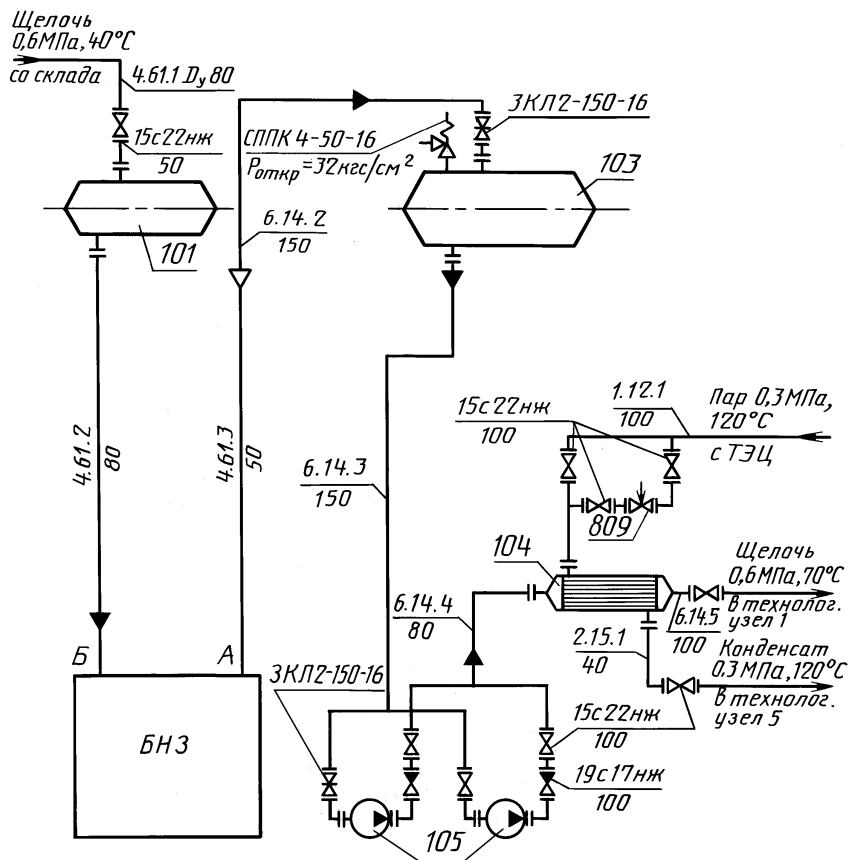 Щелочь
0,6МПа, 40°С
со склада
4.61.1 Dу 80
15с22нж
50
101
4.61.2
80
Б
4.61.3
50
А
БНЗ
6.14.2
150
СППК 4-50-16
Pоткр = 32кгс/см²
ЗКЛ2-150-16
103
6.14.3
150
15с22нж
100
1.12.1
100
Пар 0,3МПа,
120°С
с ТЭЦ
809
104
6.14.4
80
Щелочь
0,6МПа, 70°С
в технолог.
узел 1
6.14.5
100
2.15.1
40
Конденсат
0.3 МПа, 120°С
в технолог.
узел 5
ЗКЛ2-150-16
15с22нж
100
19с17нж
100
105